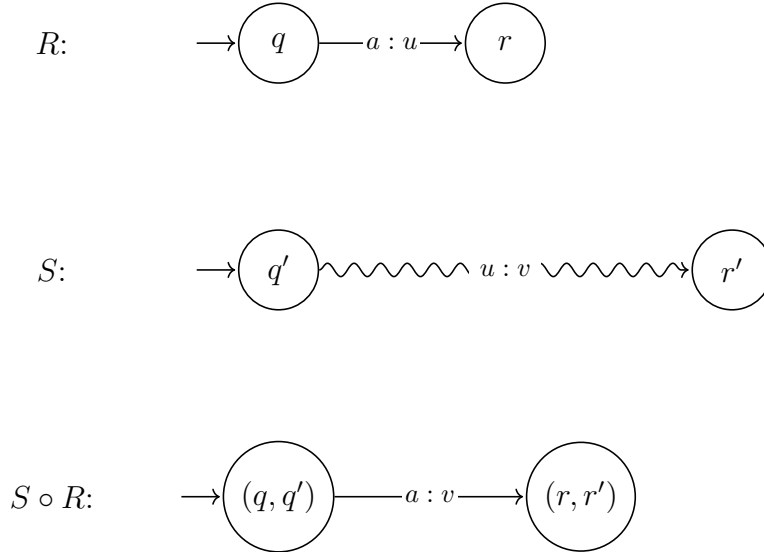 R: q a : u r
S: q′ u : v r′
S ∘ R: (q, q′) a : v (r, r′)